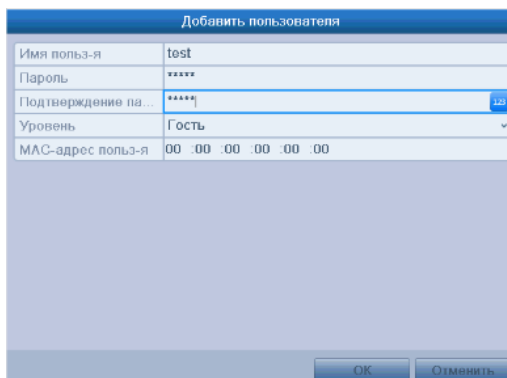 Добавить пользователя
Имя польз-я test
Пароль *****
Подтверждение па... *****
123
Уровень Гость
MAC-адрес польз-я 00 :00 :00 :00 :00 :00
OK Отменить